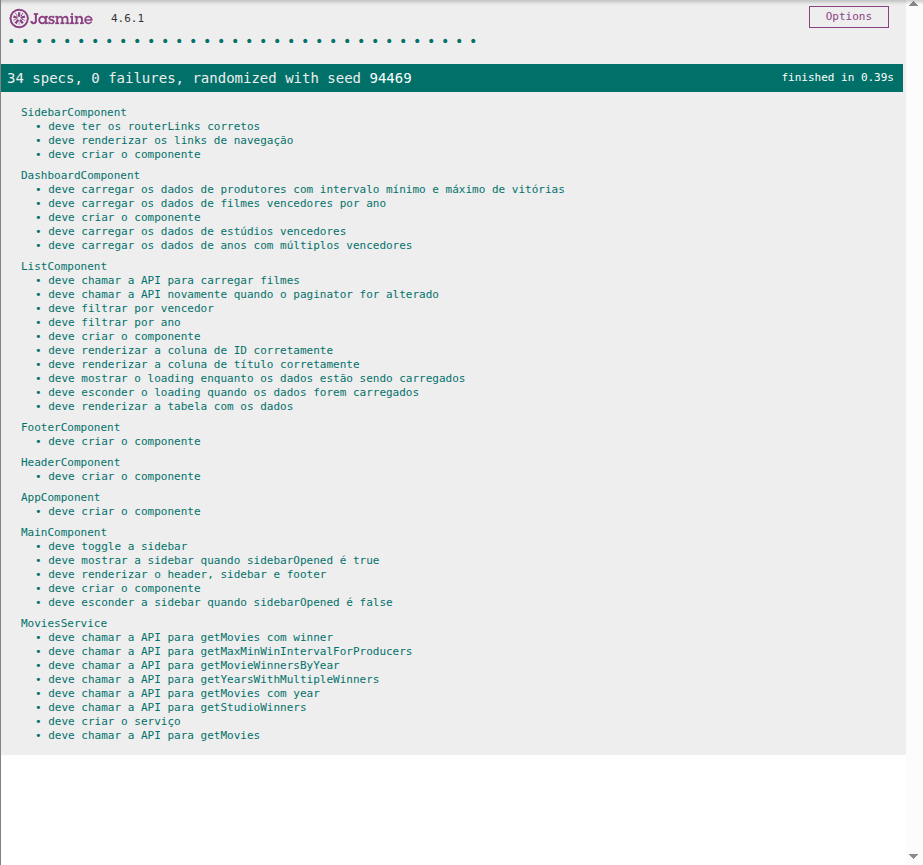 Jasmine 4.6.1 Options
34 specs, 0 failures, randomized with seed 94469 finished in 0.39s
SidebarComponent
• deve ter os routerLinks corretos
• deve renderizar os links de navegação
• deve criar o componente
DashboardComponent
• deve carregar os dados de produtores com intervalo mínimo e máximo de vitórias
• deve carregar os dados de filmes vencedores por ano
• deve criar o componente
• deve carregar os dados de estúdios vencedores
• deve carregar os dados de anos com múltiplos vencedores
ListComponent
• deve chamar a API para carregar filmes
• deve chamar a API novamente quando o paginator for alterado
• deve filtrar por vencedor
• deve filtrar por ano
• deve criar o componente
• deve renderizar a coluna de ID corretamente
• deve renderizar a coluna de título corretamente
• deve mostrar o loading enquanto os dados estão sendo carregados
• deve esconder o loading quando os dados forem carregados
• deve renderizar a tabela com os dados
FooterComponent
• deve criar o componente
HeaderComponent
• deve criar o componente
AppComponent
• deve criar o componente
MainComponent
• deve toggle a sidebar
• deve mostrar a sidebar quando sidebarOpened é true
• deve renderizar o header, sidebar e footer
• deve criar o componente
• deve esconder a sidebar quando sidebarOpened é false
MoviesService
• deve chamar a API para getMovies com winner
• deve chamar a API para getMaxMinWinIntervalForProducers
• deve chamar a API para getMovieWinnersByYear
• deve chamar a API para getYearsWithMultipleWinners
• deve chamar a API para getMovies com year
• deve chamar a API para getStudioWinners
• deve criar o serviço
• deve chamar a API para getMovies